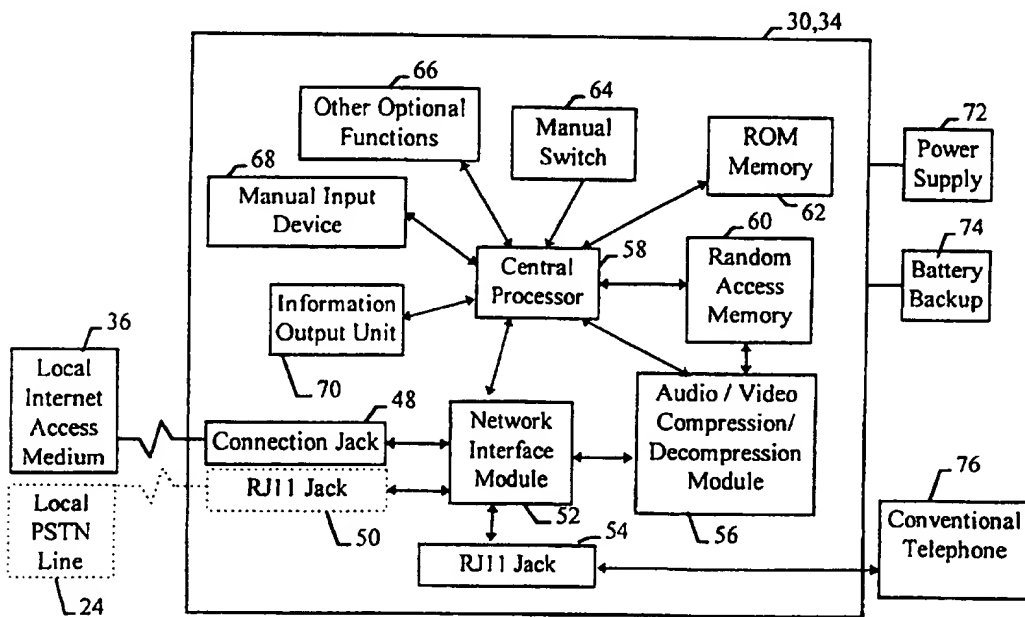 30,34
66
Other Optional
Functions
64
Manual
Switch
ROM
Memory
62
72
Power
Supply
68
Manual Input
Device
60
Random
Access
Memory
74
Battery
Backup
58
Central
Processor
Information
Output Unit
70
36
Local
Internet
Access
Medium
48
Connection Jack
Network
Interface
Module
52
Audio / Video
Compression/
Decompression
Module
56
RJ11 Jack
50
Local
PSTN
Line
24
54
RJ11 Jack
76
Conventional
Telephone